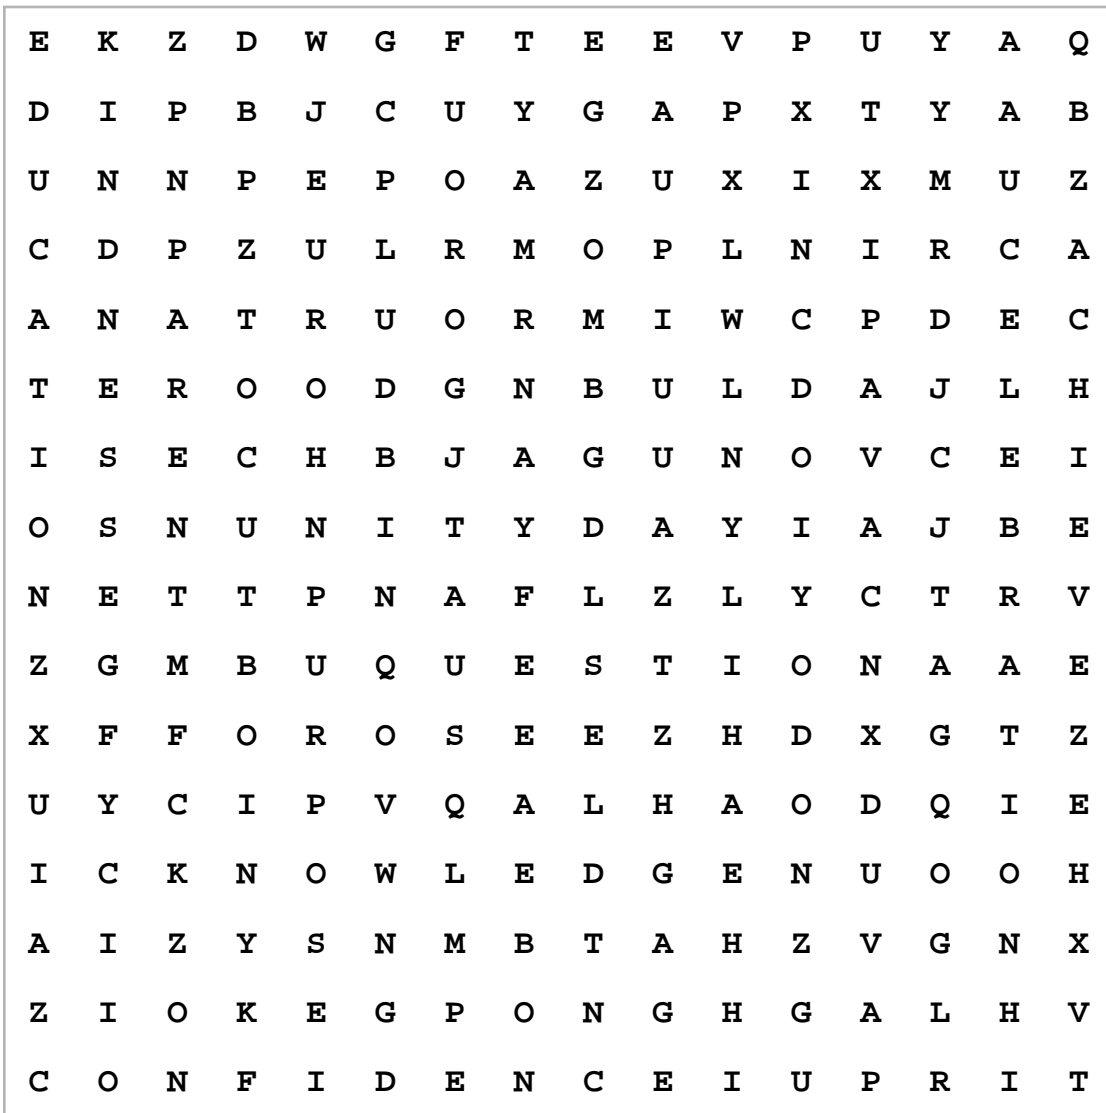 E K Z D W G F T E E V P U Y A Q
D I P B J C U Y G A P X T Y A B
U N N P E P O A Z U X I X M U Z
C D P Z U L R M O P L N I R C A
A N A T R U O R M I W C P D E C
T E R O O D G N B U L D A J L H
I S E C H B J A G U N O V C E I
O S N U N I T Y D A Y I A J B E
N E T T P N A F L Z L Y C T R V
Z G M B U Q U E S T I O N A A E
X F F O R O S E E Z H D X G T Z
U Y C I P V Q A L H A O D Q I E
I C K N O W L E D G E N U O O H
A I Z Y S N M B T A H Z V G N X
Z I O K E G P O N G H G A L H V
C O N F I D E N C E I U P R I T